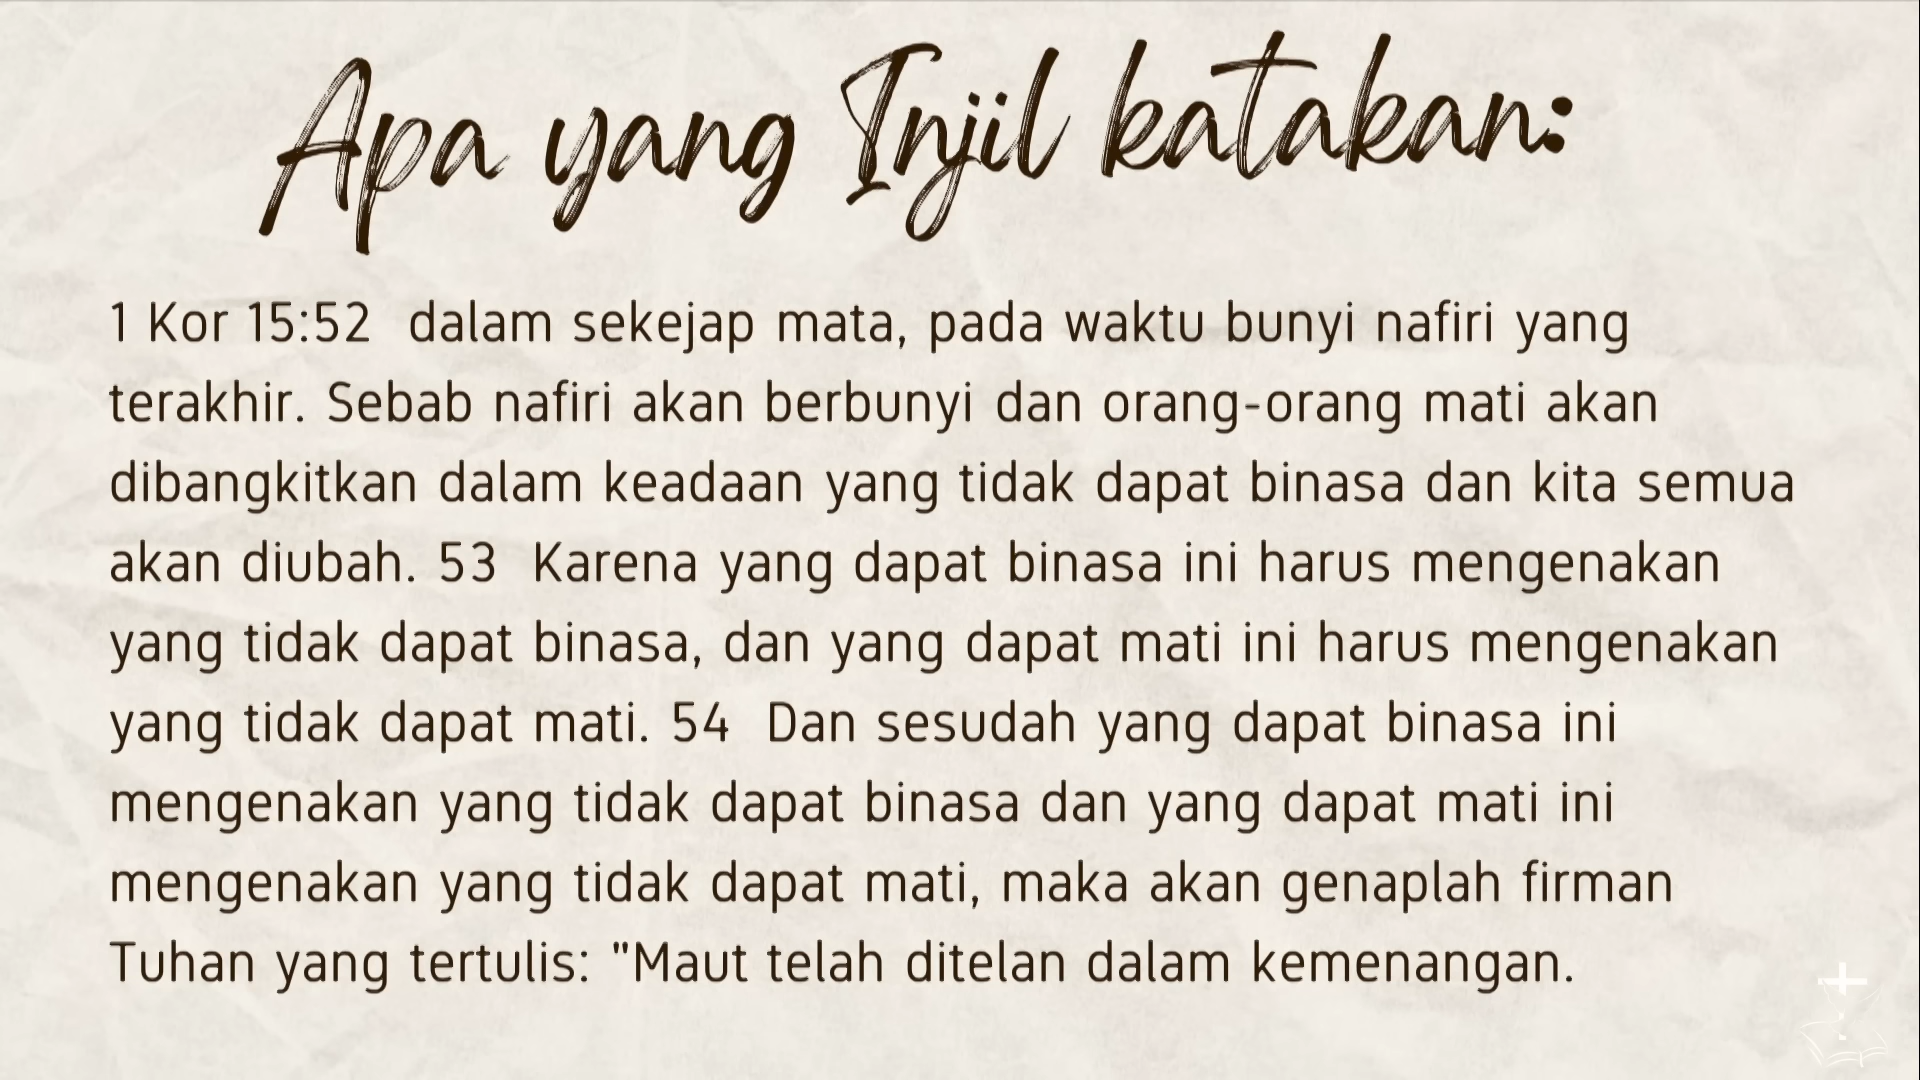 Apa yang Injil katakan:
1 Kor 15:52  dalam sekejap mata, pada waktu bunyi nafiri yang
terakhir. Sebab nafiri akan berbunyi dan orang-orang mati akan
dibangkitkan dalam keadaan yang tidak dapat binasa dan kita semua
akan diubah. 53  Karena yang dapat binasa ini harus mengenakan
yang tidak dapat binasa, dan yang dapat mati ini harus mengenakan
yang tidak dapat mati. 54  Dan sesudah yang dapat binasa ini
mengenakan yang tidak dapat binasa dan yang dapat mati ini
mengenakan yang tidak dapat mati, maka akan genaplah firman
Tuhan yang tertulis: "Maut telah ditelan dalam kemenangan.